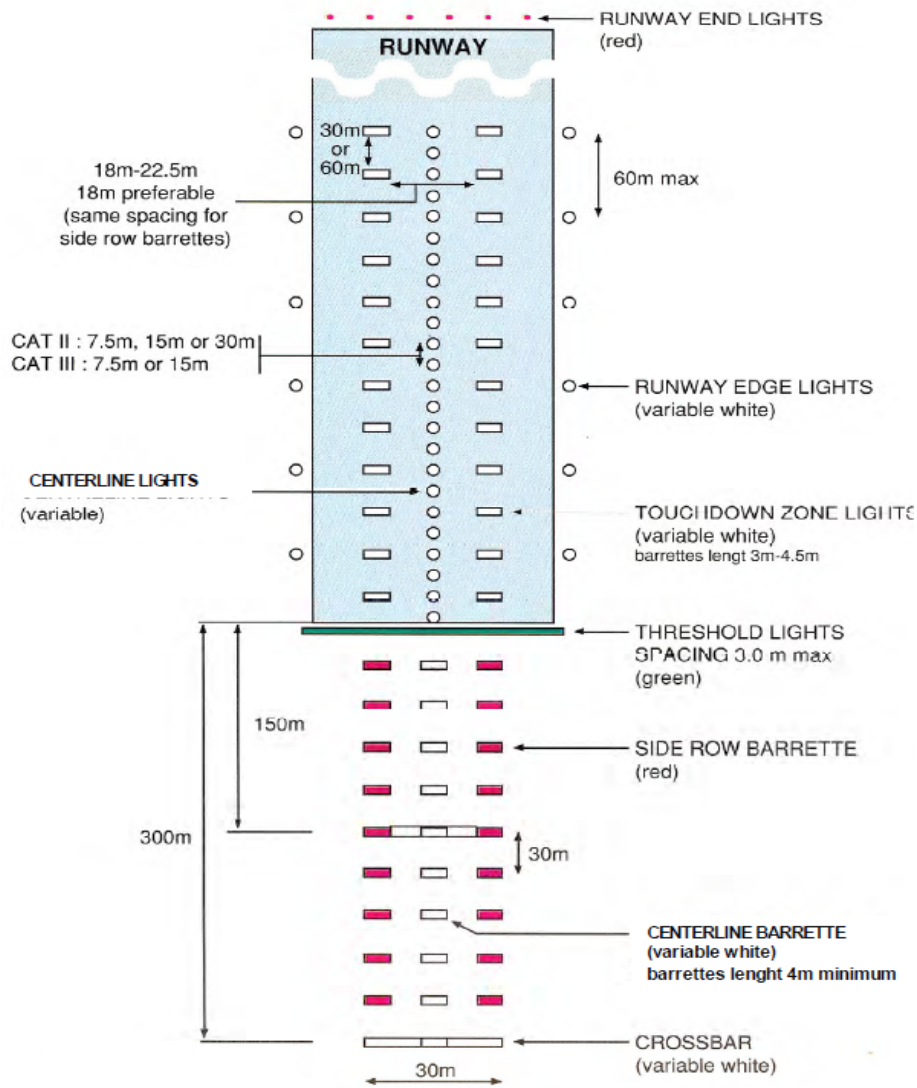 RUNWAY END LIGHTS
(red)
RUNWAY
30m
or
60m
18m-22.5m
18m preferable
(same spacing for
side row barrettes)
60m max
CAT II : 7.5m, 15m or 30m
CAT III : 7.5m or 15m
RUNWAY EDGE LIGHTS
(variable white)
CENTERLINE LIGHTS
(variable)
TOUCHDOWN ZONE LIGHTS
(variable white)
barrettes lengt 3m-4.5m
THRESHOLD LIGHTS
SPACING 3.0 m max
(green)
150m
SIDE ROW BARRETTE
(red)
300m
30m
CENTERLINE BARRETTE
(variable white)
barrettes lenght 4m minimum
CROSSBAR
(variable white)
30m